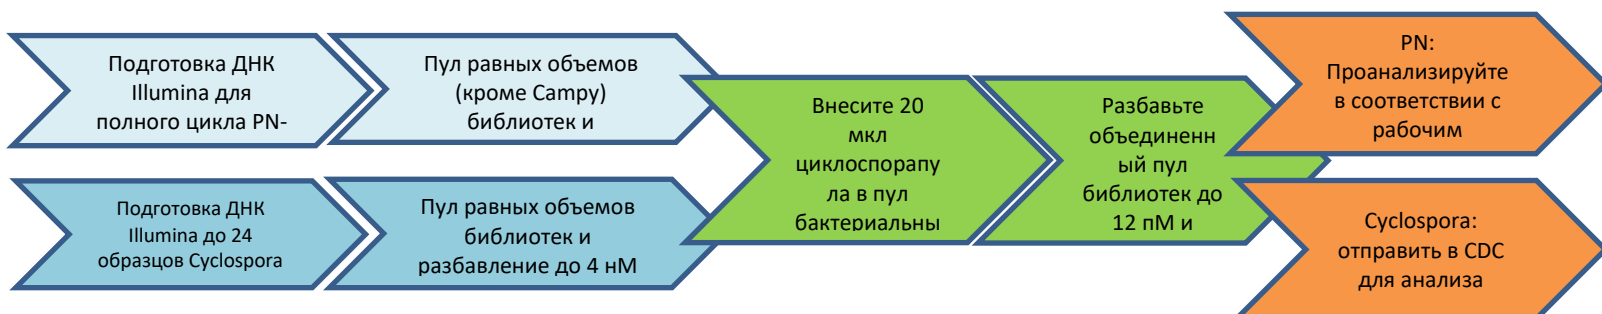 Подготовка ДНК
Illumina для
полного цикла PN-
Пул равных объемов
(кроме Campy)
библиотек и
Подготовка ДНК
Illumina до 24
образцов Cyclospora
Пул равных объемов
библиотек и
разбавление до 4 нМ
Внесите 20
мкл
циклоспорапу
ла в пул
бактериальны
Разбавьте
объединенн
ый пул
библиотек до
12 пМ и
PN:
Проанализируйте
в соответствии с
рабочим
Cyclospora:
отправить в CDC
для анализа